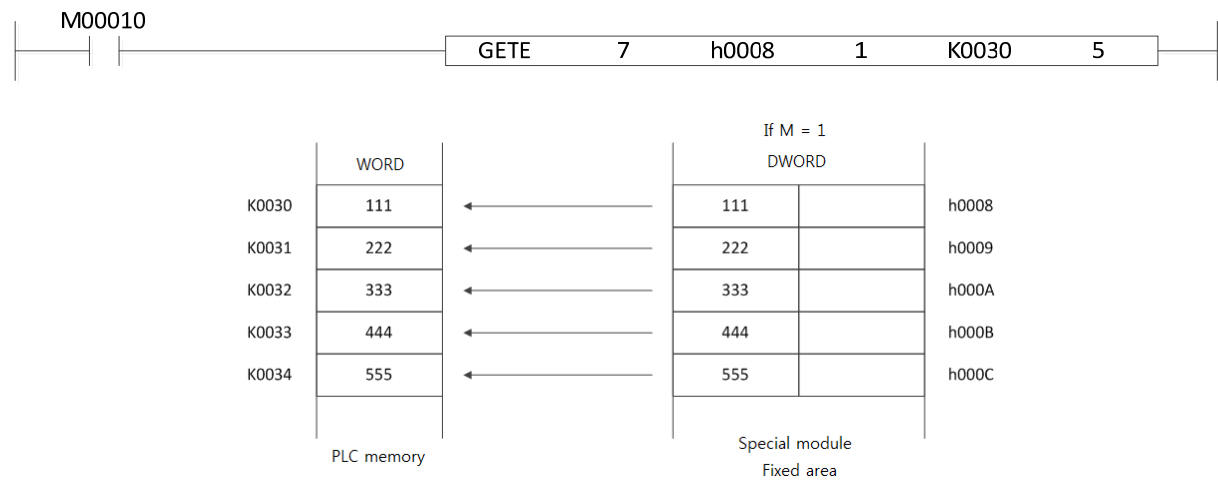 M00010
GETE 7 h0008 1 K0030 5
If M = 1
WORD DWORD
K0030 111 111 h0008
K0031 222 222 h0009
K0032 333 333 h000A
K0033 444 444 h000B
K0034 555 555 h000C
PLC memory
Special module
Fixed area